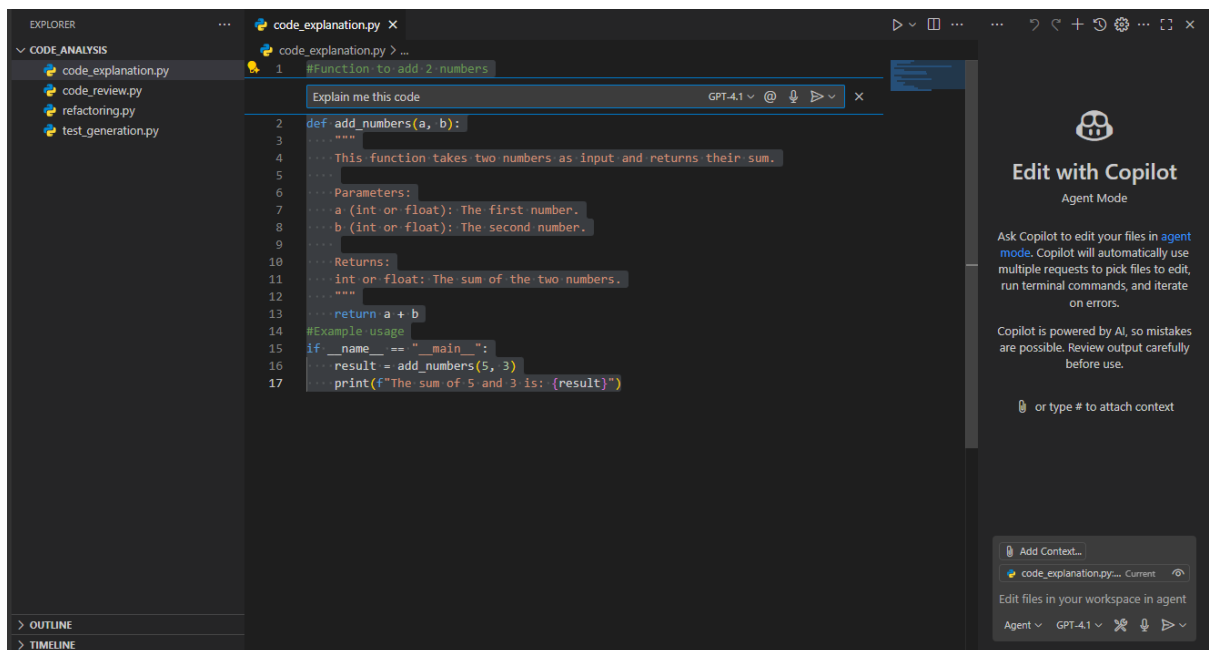 EXPLORER
CODE_ANALYSIS
code_explanation.py
code_review.py
refactoring.py
test_generation.py
OUTLINE
TIMELINE
code_explanation.py
code_explanation.py > ...
1 #Function to add 2 numbers
Explain me this code GPT-4.1
2 def add_numbers(a, b):
3 """
4 This function takes two numbers as input and returns their sum.
5
6 Parameters:
7 a (int or float): The first number.
8 b (int or float): The second number.
9
10 Returns:
11 int or float: The sum of the two numbers.
12 """
13 return a + b
14 #Example usage
15 if __name__ == "__main__":
16 result = add_numbers(5, 3)
17 print(f"The sum of 5 and 3 is: {result}")
Edit with Copilot
Agent Mode
Ask Copilot to edit your files in agent
mode. Copilot will automatically use
multiple requests to pick files to edit,
run terminal commands, and iterate
on errors.
Copilot is powered by AI, so mistakes
are possible. Review output carefully
before use.
or type # to attach context
Add Context...
code_explanation.py:... Current
Edit files in your workspace in agent
Agent GPT-4.1